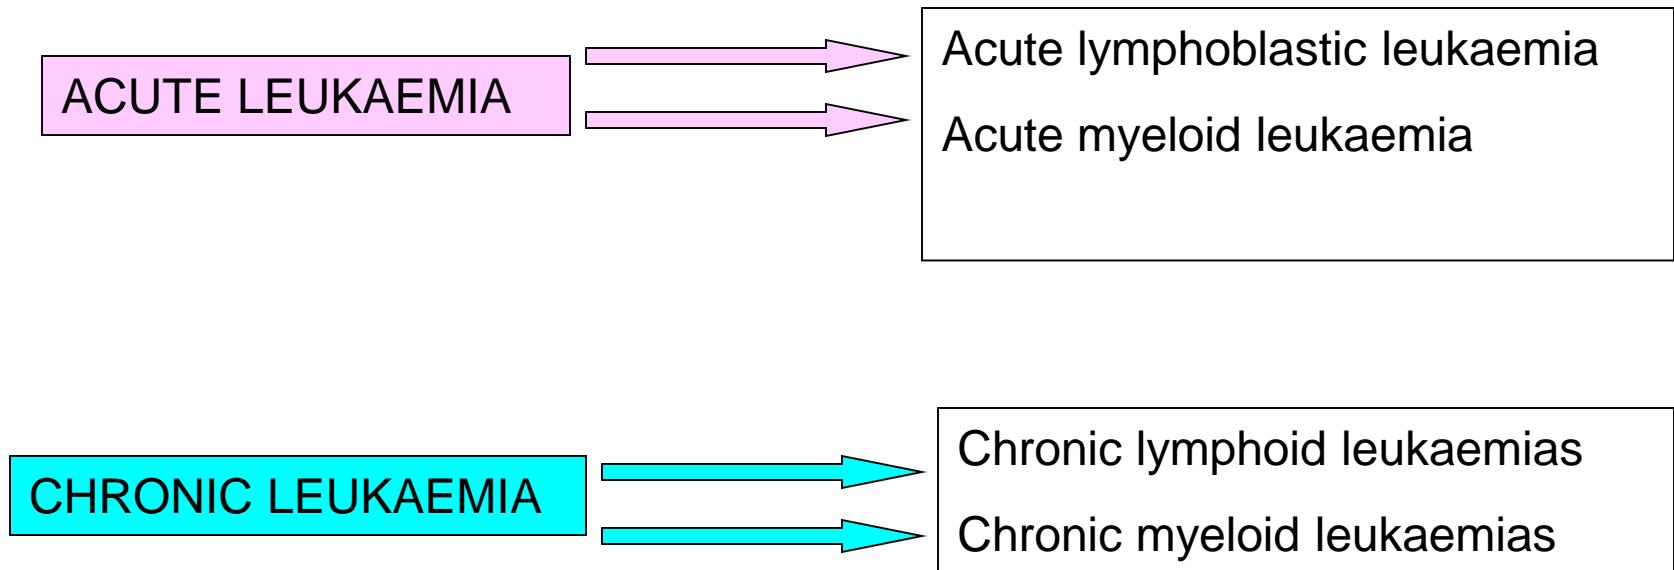 ACUTE LEUKAEMIA
Acute lymphoblastic leukaemia
Acute myeloid leukaemia
CHRONIC LEUKAEMIA
Chronic lymphoid leukaemias
Chronic myeloid leukaemias